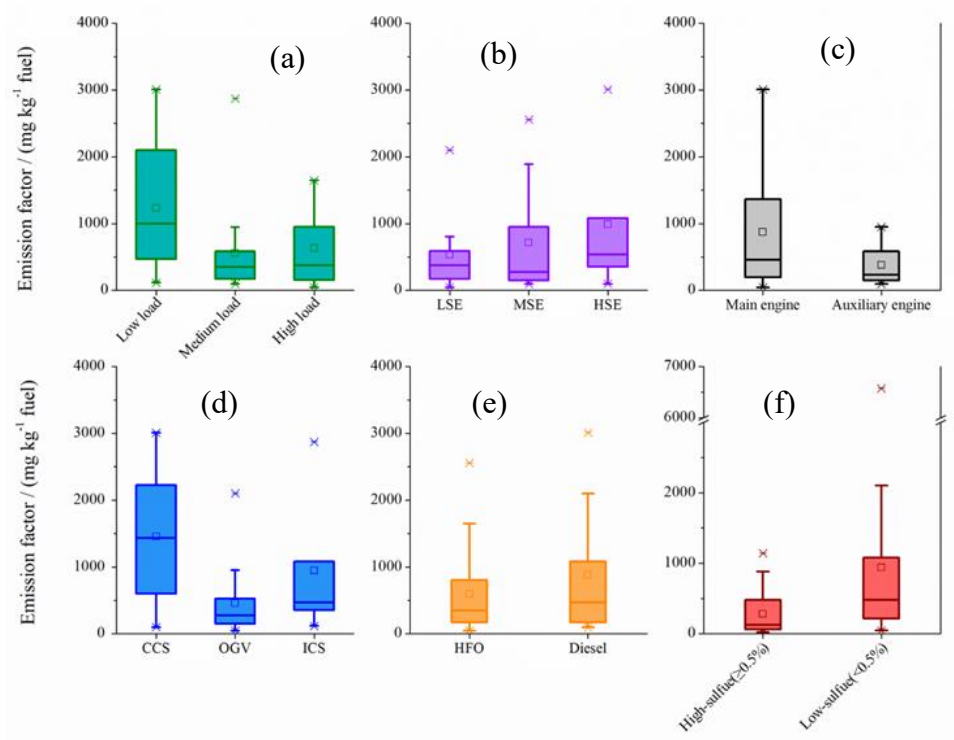 Emission factor / (mg kg⁻¹ fuel)
4000
3000
2000
1000
0
(a)
Low load
Medium load
High load
4000
3000
2000
1000
0
(b)
LSE
MSE
HSE
4000
3000
2000
1000
0
(c)
Main engine
Auxiliary engine
Emission factor / (mg kg⁻¹ fuel)
4000
3000
2000
1000
0
(d)
CCS
OGV
ICS
4000
3000
2000
1000
0
(e)
HFO
Diesel
7000
6000
2000
1000
0
(f)
High-sulfue(≥0.5%)
Low-sulfue(<0.5%)